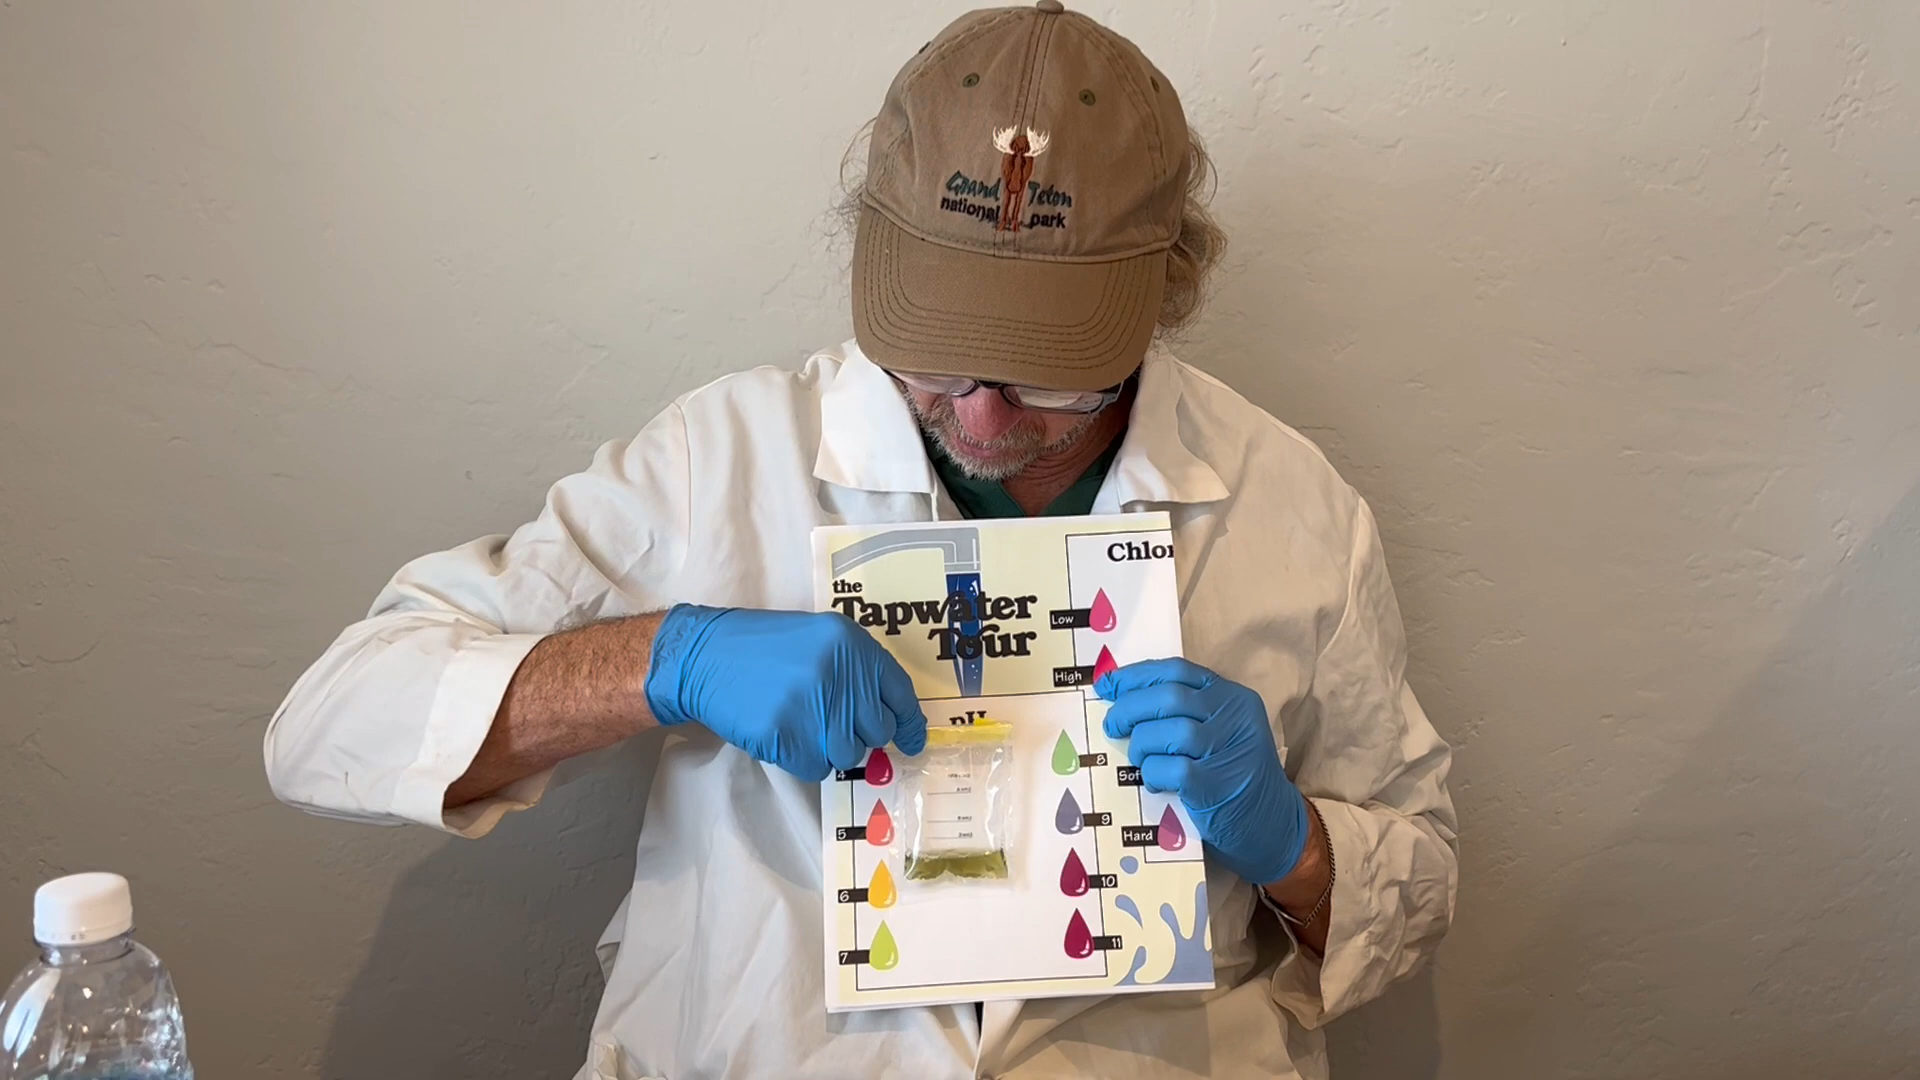 Grand Teton
national park
the
Tapwater
Tour
Chlor
Low
High
pH
4
5
6
7
8
9
10
11
Sof
Hard